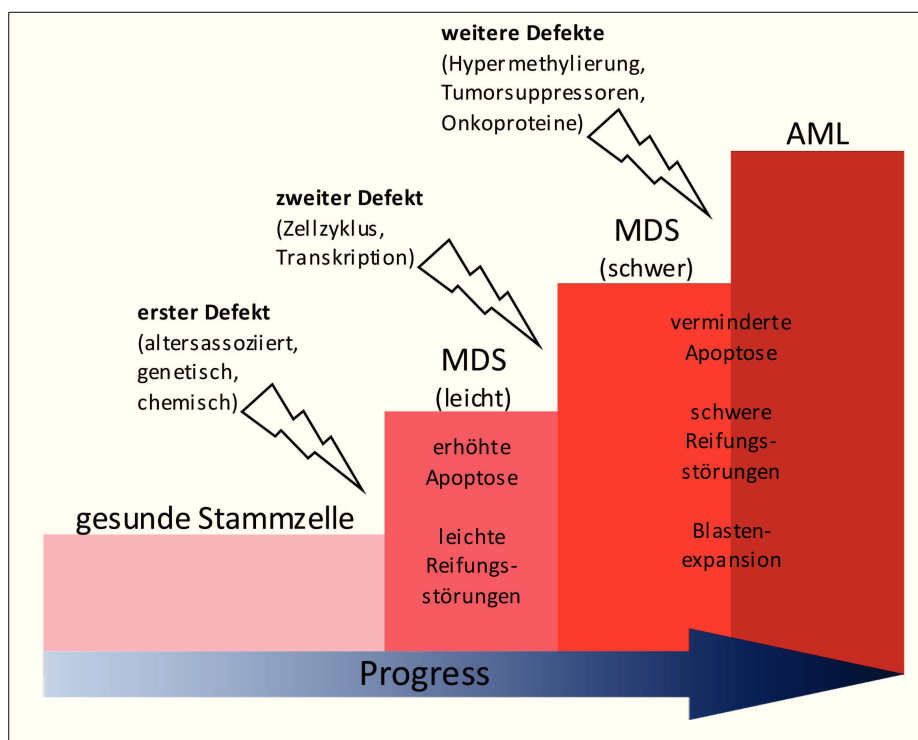 weitere Defekte
(Hypermethylierung,
Tumorsuppressoren,
Onkoproteine)
AML
zweiter Defekt
(Zellzyklus,
Transkription)
MDS
(schwer)
erster Defekt
(altersassoziiert,
genetisch,
chemisch)
MDS
(leicht)
verminderte
Apoptose
schwere
Reifungs-
störungen
Blasten-
expansion
erhöhte
Apoptose
leichte
Reifungs-
störungen
gesunde Stammzelle
Progress